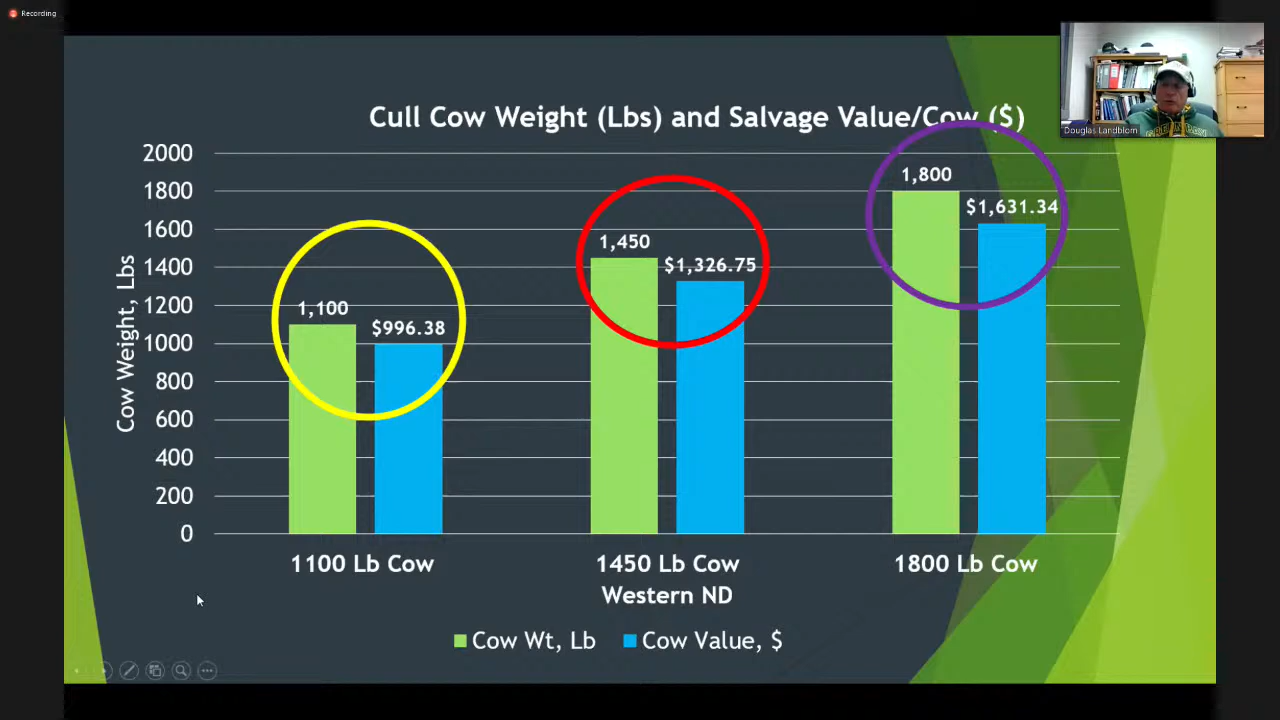 Recording
Douglas Landblom
Cull Cow Weight (Lbs) and Salvage Value/Cow ($)
Cow Weight, Lbs
2000
1800
1600
1400
1200
1000
800
600
400
200
0
1,100
$996.38
1,450
$1,326.75
1,800
$1,631.34
1100 Lb Cow
1450 Lb Cow
1800 Lb Cow
Western ND
Cow Wt, Lb
Cow Value, $